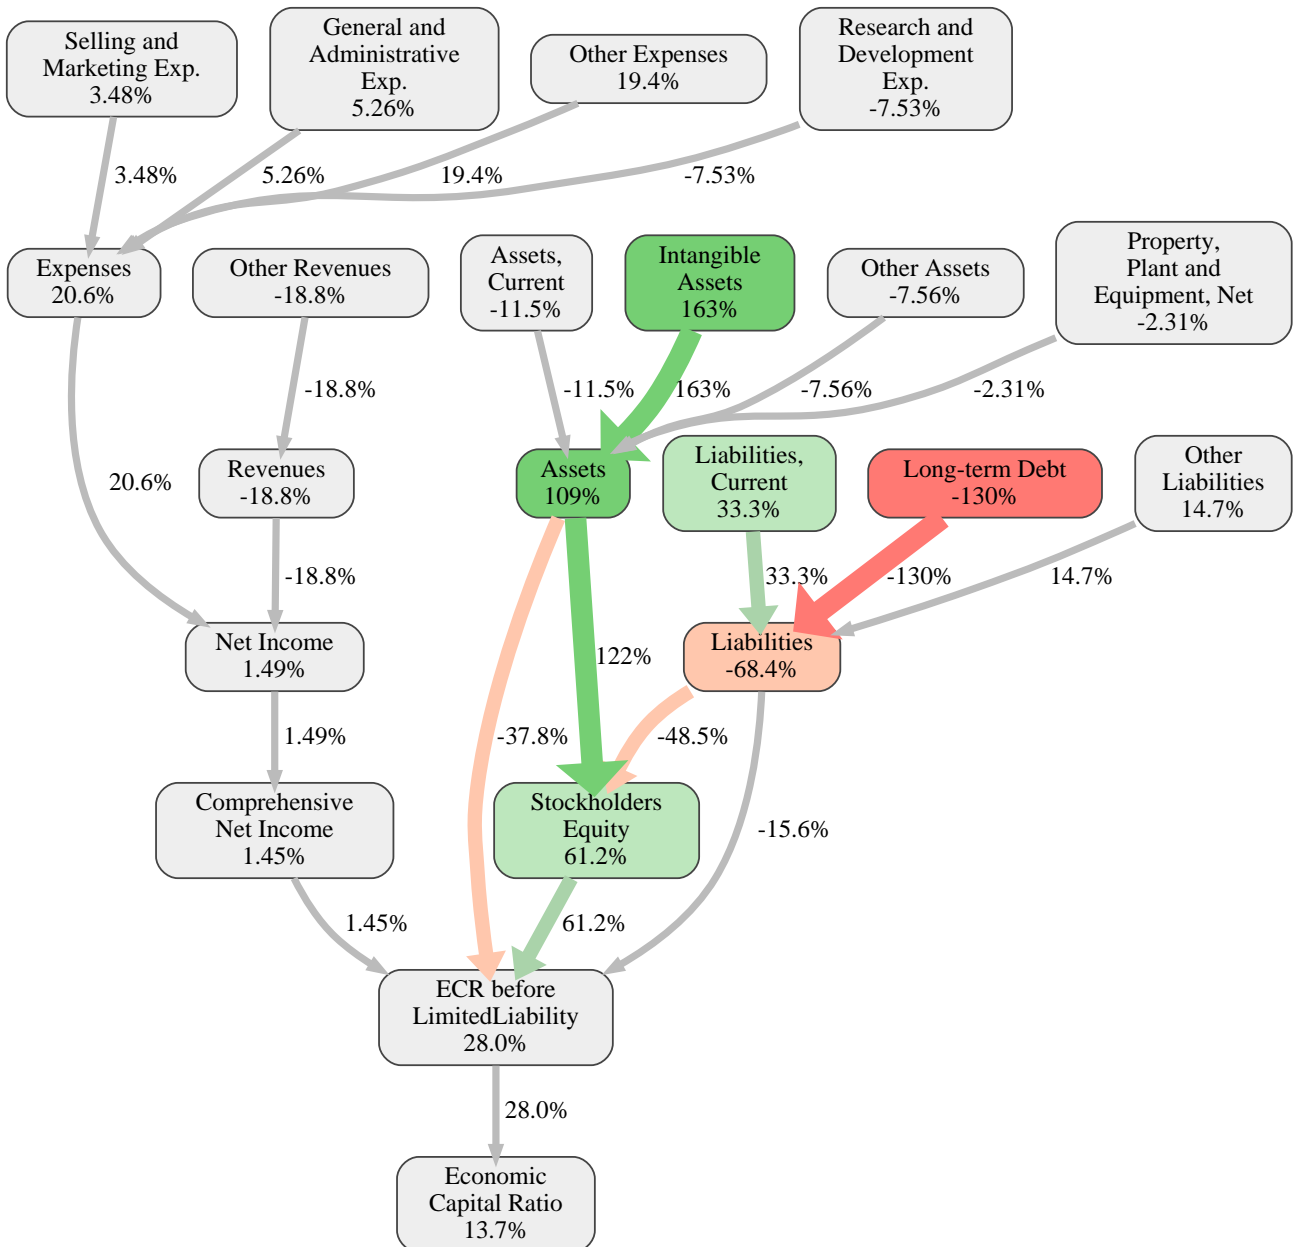 Selling and
Marketing Exp.
3.48%
General and
Administrative
Exp.
5.26%
Other Expenses
19.4%
Research and
Development
Exp.
-7.53%
3.48%
5.26%
19.4%
-7.53%
Expenses
20.6%
Other Revenues
-18.8%
Assets,
Current
-11.5%
Intangible
Assets
163%
Other Assets
-7.56%
Property,
Plant and
Equipment, Net
-2.31%
-18.8%
-11.5%
163%
-7.56%
-2.31%
20.6%
Revenues
-18.8%
Assets
109%
Liabilities,
Current
33.3%
Long-term Debt
-130%
Other
Liabilities
14.7%
-18.8%
33.3%
-130%
14.7%
Net Income
1.49%
122%
Liabilities
-68.4%
1.49%
-37.8%
-48.5%
Comprehensive
Net Income
1.45%
Stockholders
Equity
61.2%
-15.6%
1.45%
61.2%
ECR before
LimitedLiability
28.0%
28.0%
Economic
Capital Ratio
13.7%